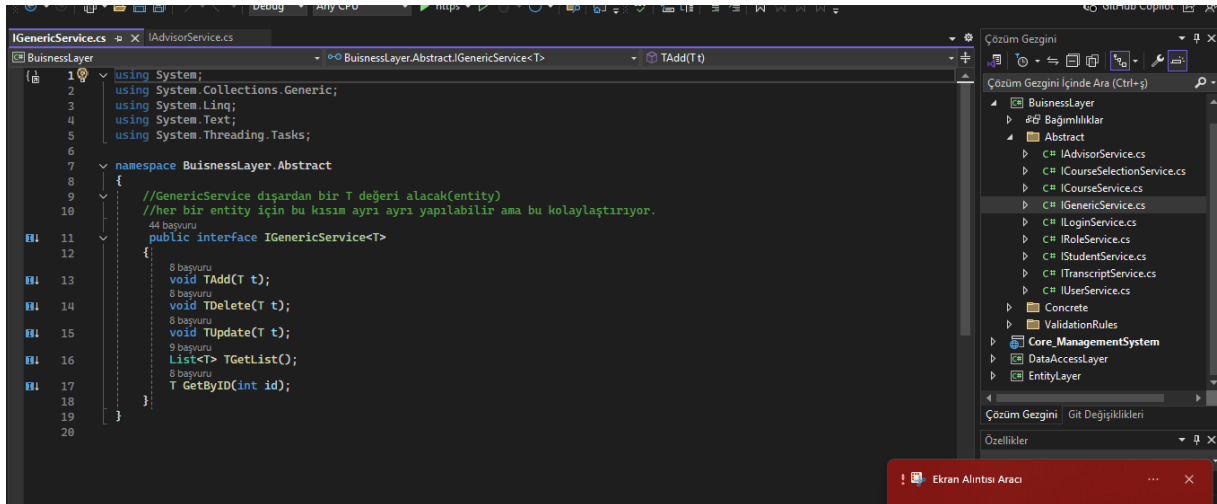 Debug
Any CPU
https
GitHub Copilot
IGenericService.cs
IAdvisorService.cs
BuisnessLayer
BuisnessLayer.Abstract.IGenericService<T>
TAdd(T t)
1 using System;
2 using System.Collections.Generic;
3 using System.Linq;
4 using System.Text;
5 using System.Threading.Tasks;
6
7 namespace BuisnessLayer.Abstract
8 {
9 //GenericService dışardan bir T değeri alacak(entity)
10 //her bir entity için bu kısım ayrı ayrı yapılabilir ama bu kolaylaştırıyor.
44 başvuru
11 public interface IGenericService<T>
12 {
8 başvuru
13 void TAdd(T t);
8 başvuru
14 void TDelete(T t);
8 başvuru
15 void TUpdate(T t);
9 başvuru
16 List<T> TGetList();
8 başvuru
17 T GetByID(int id);
18 }
19 }
20
Çözüm Gezgini
Çözüm Gezgini İçinde Ara (Ctrl+ş)
BuisnessLayer
Bağımlılıklar
Abstract
C# IAdvisorService.cs
C# ICourseSelectionService.cs
C# ICourseService.cs
C# IGenericService.cs
C# ILoginService.cs
C# IRoleService.cs
C# IStudentService.cs
C# ITranscriptService.cs
C# IUserService.cs
Concrete
ValidationRules
Core_ManagementSystem
DataAccessLayer
EntityLayer
Çözüm Gezgini Git Değişiklikleri
Özellikler
Ekran Alıntısı Aracı